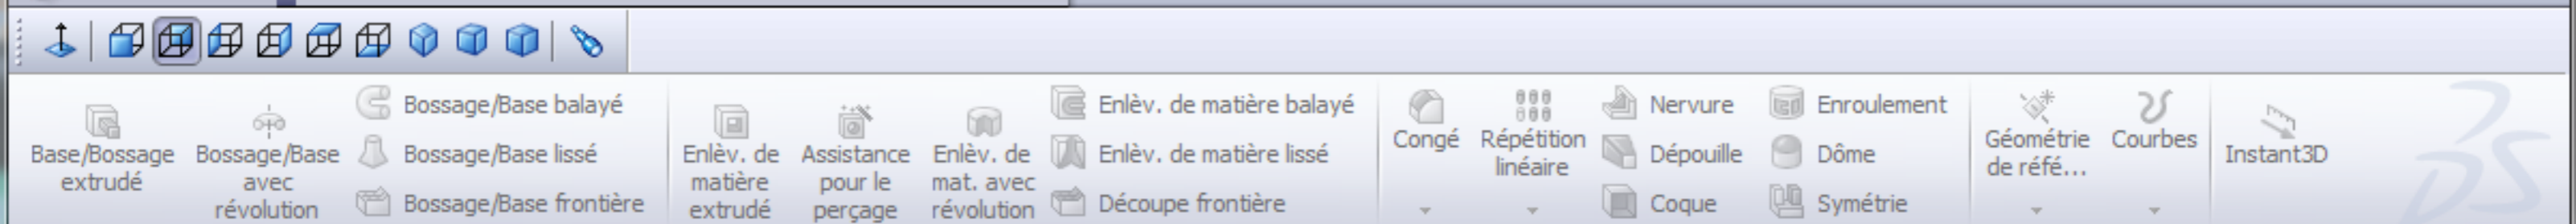 Base/Bossage
extrudé
Bossage/Base
avec
révolution
Bossage/Base balayé
Bossage/Base lissé
Bossage/Base frontière
Enlèv. de
matière
extrudé
Assistance
pour le
perçage
Enlèv. de
mat. avec
révolution
Enlèv. de matière balayé
Enlèv. de matière lissé
Découpe frontière
Congé
Répétition
linéaire
Nervure
Dépouille
Coque
Enroulement
Dôme
Symétrie
Géométrie
de réfé...
Courbes
Instant3D